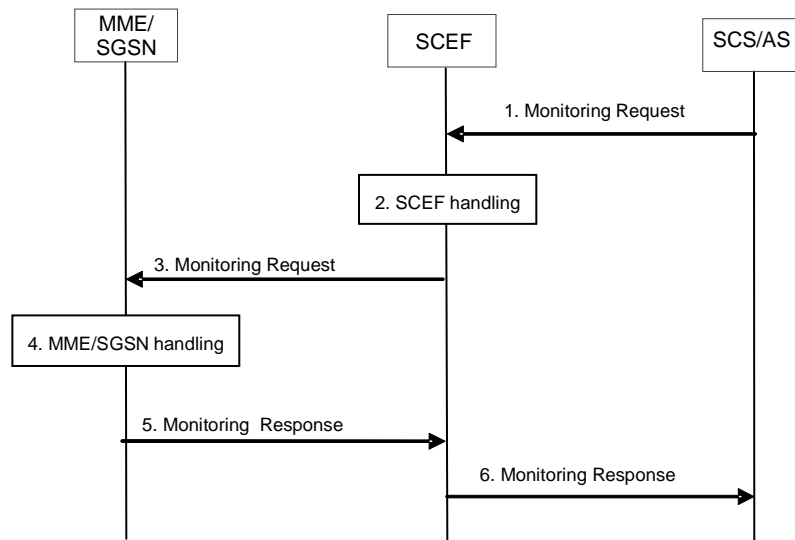 MME/
SGSN
SCEF
SCS/AS
1. Monitoring Request
2. SCEF handling
3. Monitoring Request
4. MME/SGSN handling
5. Monitoring Response
6. Monitoring Response